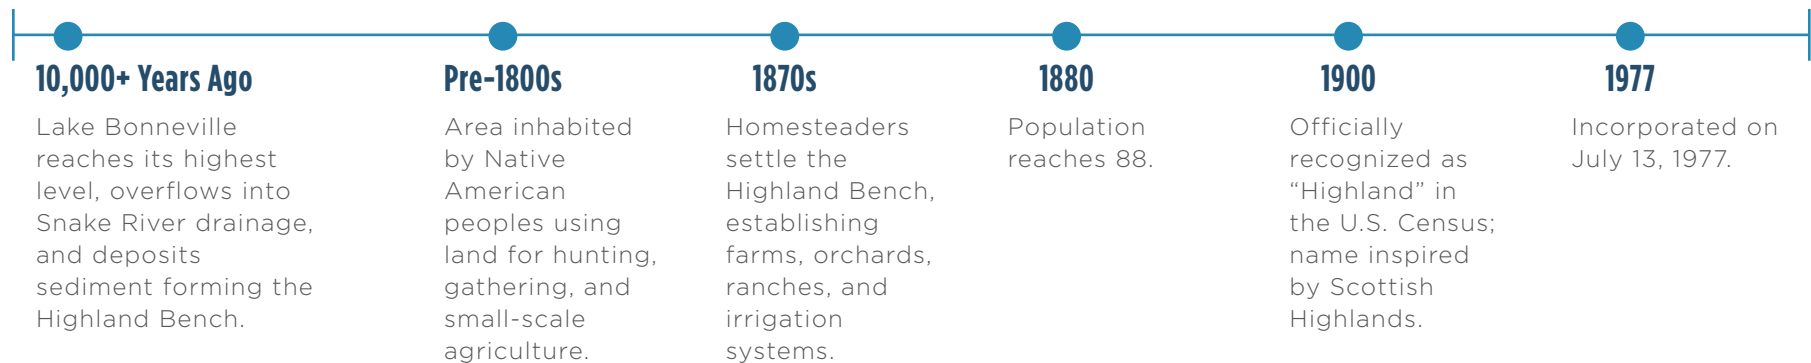 10,000+ Years Ago
Lake Bonneville
reaches its highest
level, overflows into
Snake River drainage,
and deposits
sediment forming the
Highland Bench.
Pre-1800s
Area inhabited
by Native
American
peoples using
land for hunting,
gathering, and
small-scale
agriculture.
1870s
Homesteaders
settle the
Highland Bench,
establishing
farms, orchards,
ranches, and
irrigation
systems.
1880
Population
reaches 88.
1900
Officially
recognized as
“Highland” in
the U.S. Census;
name inspired
by Scottish
Highlands.
1977
Incorporated on
July 13, 1977.